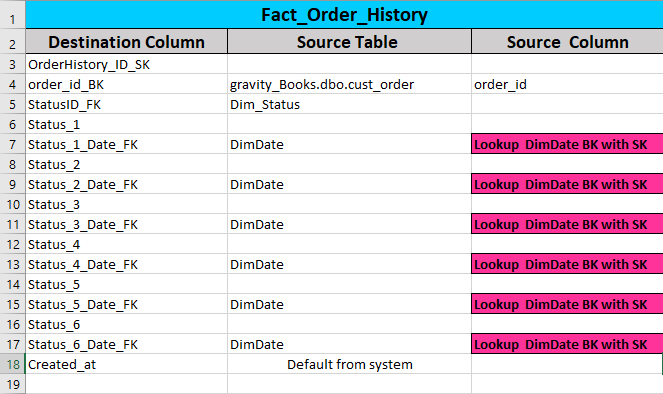 1 Fact_Order_History
2 Destination Column Source Table Source Column
3 OrderHistory_ID_SK
4 order_id_BK gravity_Books.dbo.cust_order order_id
5 StatusID_FK Dim_Status
6 Status_1
7 Status_1_Date_FK DimDate Lookup DimDate BK with SK
8 Status_2
9 Status_2_Date_FK DimDate Lookup DimDate BK with SK
10 Status_3
11 Status_3_Date_FK DimDate Lookup DimDate BK with SK
12 Status_4
13 Status_4_Date_FK DimDate Lookup DimDate BK with SK
14 Status_5
15 Status_5_Date_FK DimDate Lookup DimDate BK with SK
16 Status_6
17 Status_6_Date_FK DimDate Lookup DimDate BK with SK
18 Created_at Default from system
19